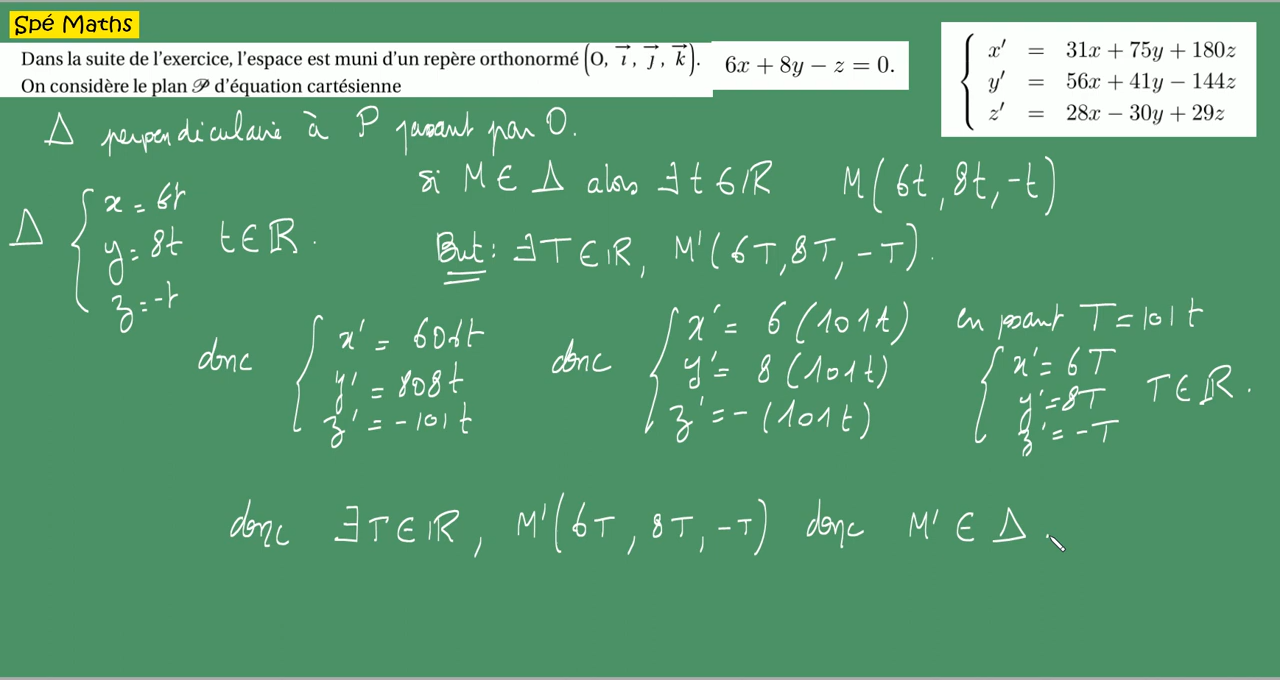 Spé Maths
Dans la suite de l'exercice, l'espace est muni d'un repère orthonormé (O, i⃗, j⃗, k⃗).
On considère le plan 𝒫 d'équation cartésienne
6x + 8y − z = 0.
x′ = 31x + 75y + 180z
y′ = 56x + 41y − 144z
z′ = 28x − 30y + 29z
Δ perpendiculaire à P passant par O.
si M ∈ Δ alors ∃ t ∈ ℝ M(6t, 8t, −t)
Δ { x = 6t
y = 8t t ∈ ℝ.
z = −t
But : ∃ T ∈ ℝ, M'(6T, 8T, −T).
donc { x' = 606t
y' = 808t
z' = −101t
donc { x' = 6(101t)
y' = 8(101t)
z' = −(101t)
en posant T = 101t
{ x' = 6T
y' = 8T T ∈ ℝ.
z' = −T
donc ∃ T ∈ ℝ, M'(6T, 8T, −T) donc M' ∈ Δ.